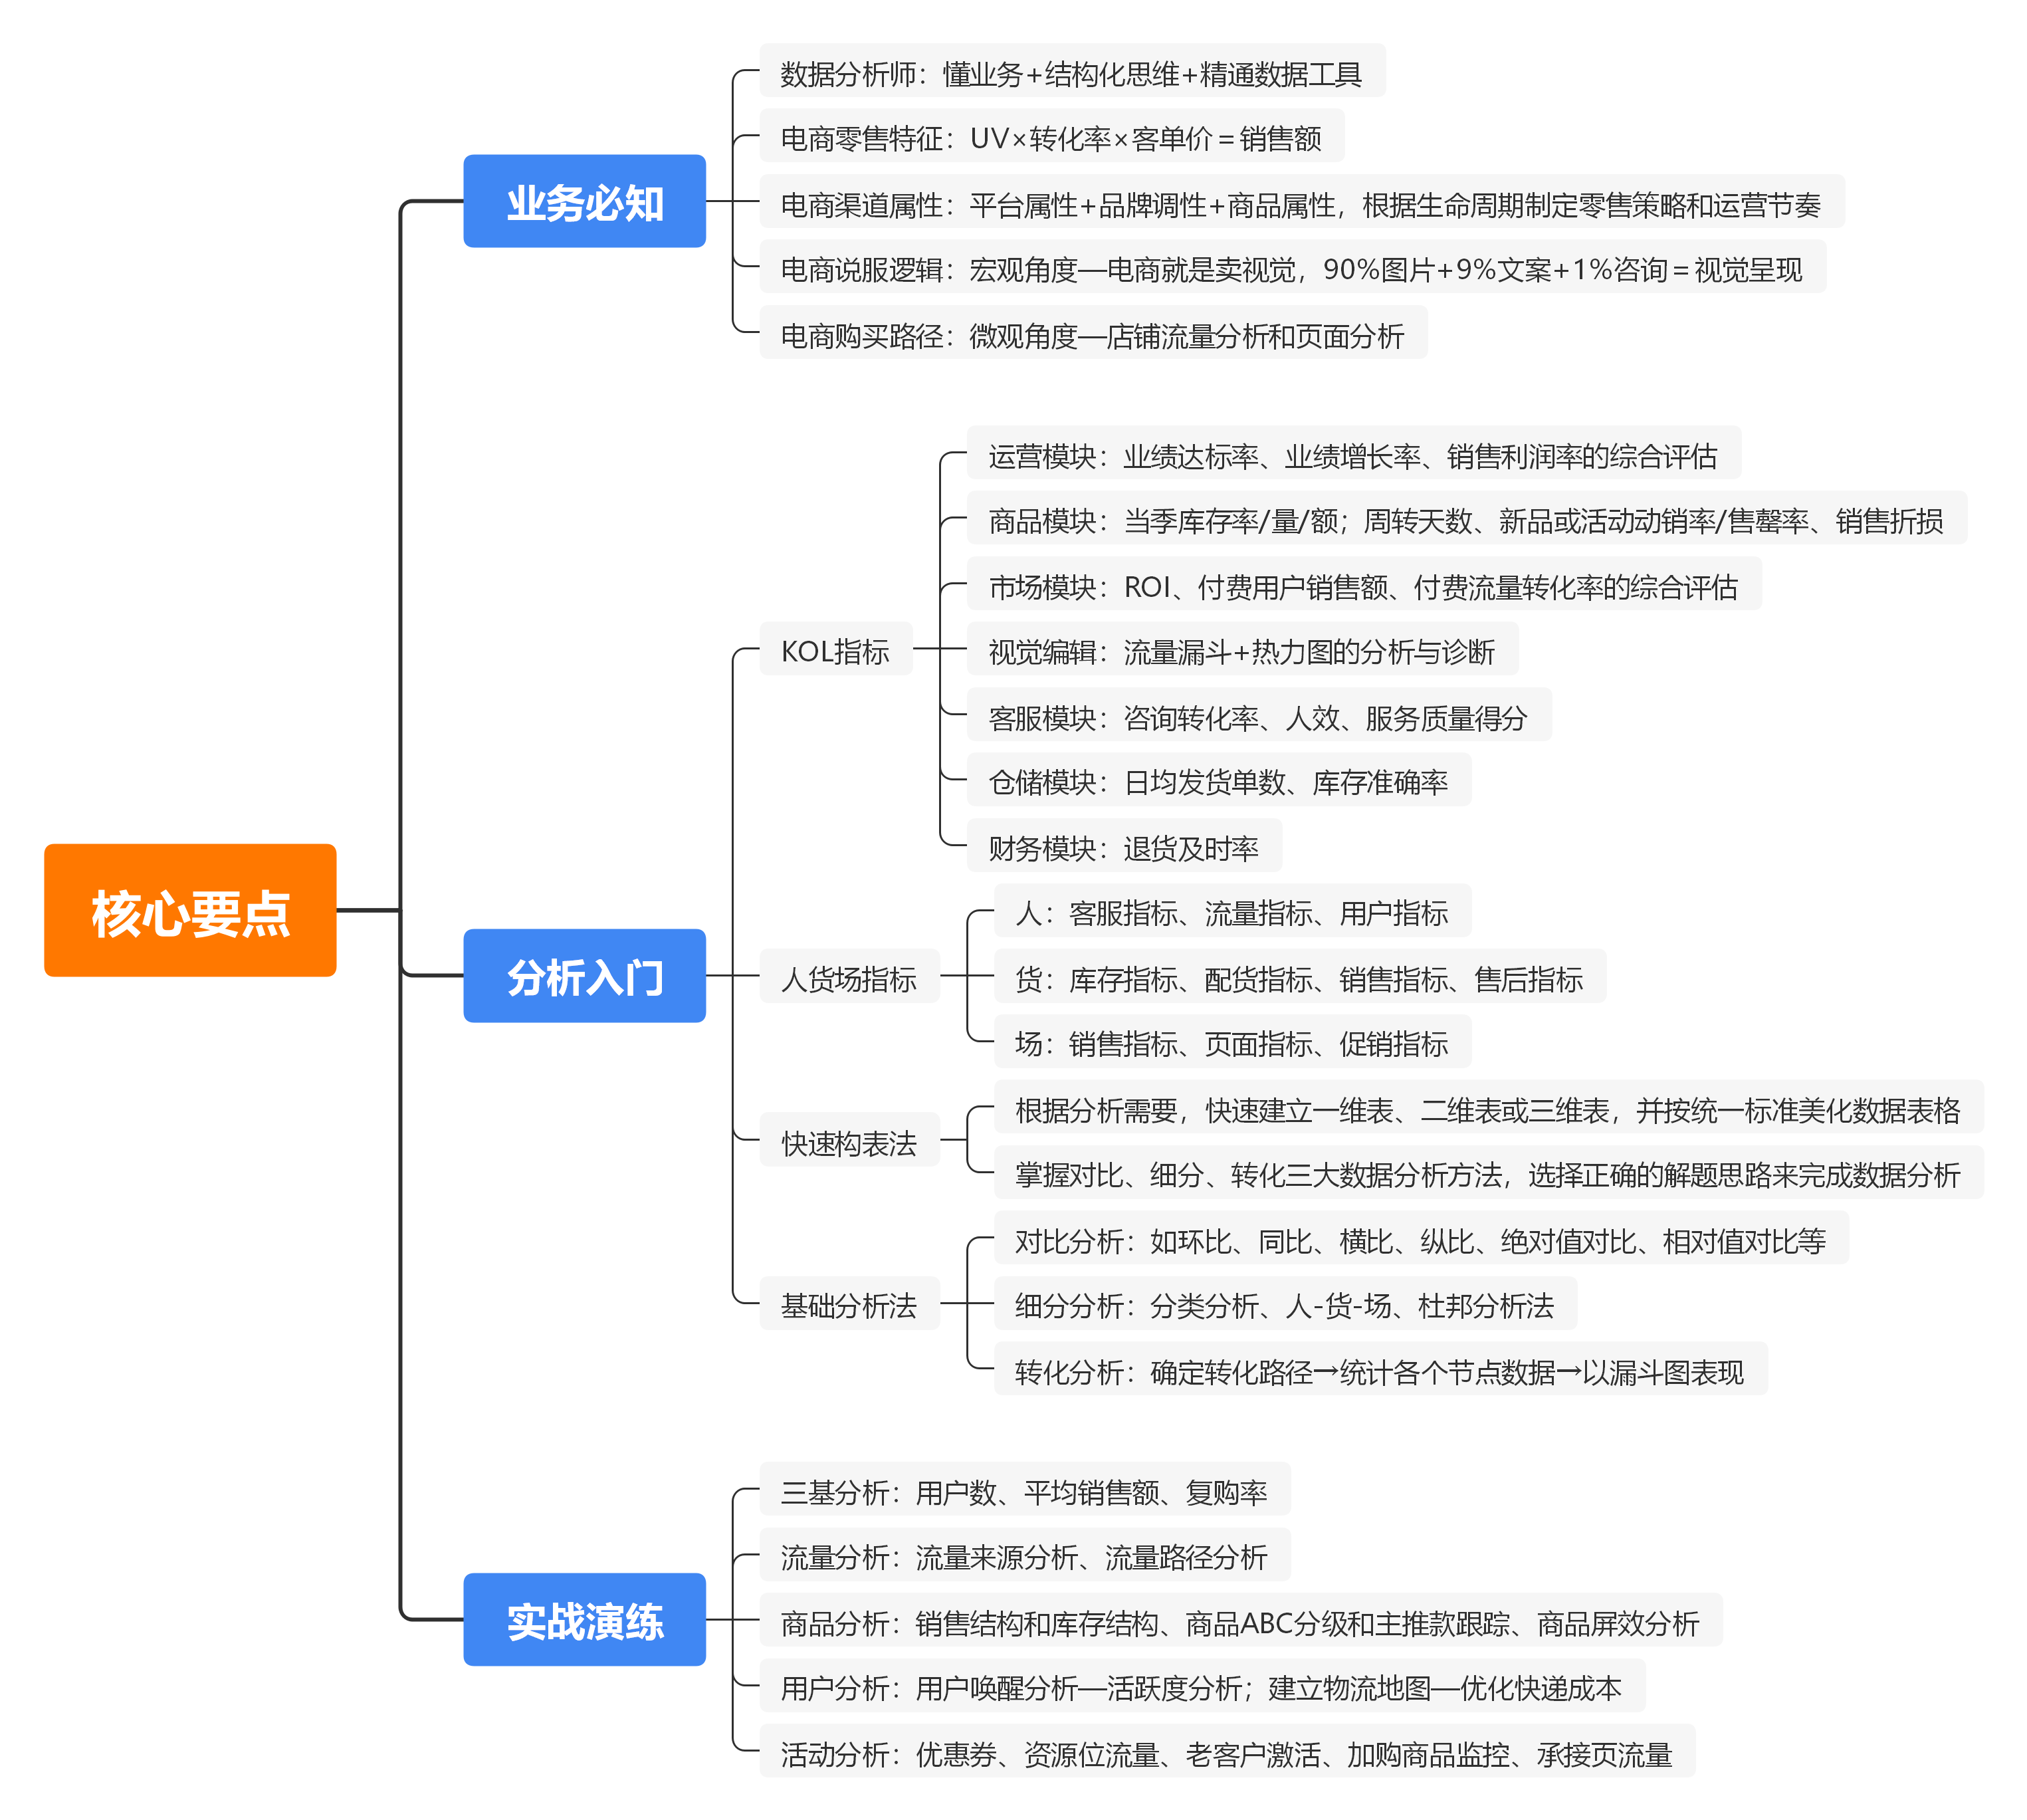 核心要点
业务必知
数据分析师：懂业务+结构化思维+精通数据工具
电商零售特征：UV×转化率×客单价＝销售额
电商渠道属性：平台属性+品牌调性+商品属性，根据生命周期制定零售策略和运营节奏
电商说服逻辑：宏观角度—电商就是卖视觉，90%图片+9%文案+1%咨询＝视觉呈现
电商购买路径：微观角度—店铺流量分析和页面分析
分析入门
KOL指标
运营模块：业绩达标率、业绩增长率、销售利润率的综合评估
商品模块：当季库存率/量/额；周转天数、新品或活动动销率/售罄率、销售折损
市场模块：ROI、付费用户销售额、付费流量转化率的综合评估
视觉编辑：流量漏斗+热力图的分析与诊断
客服模块：咨询转化率、人效、服务质量得分
仓储模块：日均发货单数、库存准确率
财务模块：退货及时率
人货场指标
人：客服指标、流量指标、用户指标
货：库存指标、配货指标、销售指标、售后指标
场：销售指标、页面指标、促销指标
快速构表法
根据分析需要，快速建立一维表、二维表或三维表，并按统一标准美化数据表格
掌握对比、细分、转化三大数据分析方法，选择正确的解题思路来完成数据分析
基础分析法
对比分析：如环比、同比、横比、纵比、绝对值对比、相对值对比等
细分分析：分类分析、人-货-场、杜邦分析法
转化分析：确定转化路径→统计各个节点数据→以漏斗图表现
实战演练
三基分析：用户数、平均销售额、复购率
流量分析：流量来源分析、流量路径分析
商品分析：销售结构和库存结构、商品ABC分级和主推款跟踪、商品屏效分析
用户分析：用户唤醒分析—活跃度分析；建立物流地图—优化快递成本
活动分析：优惠券、资源位流量、老客户激活、加购商品监控、承接页流量